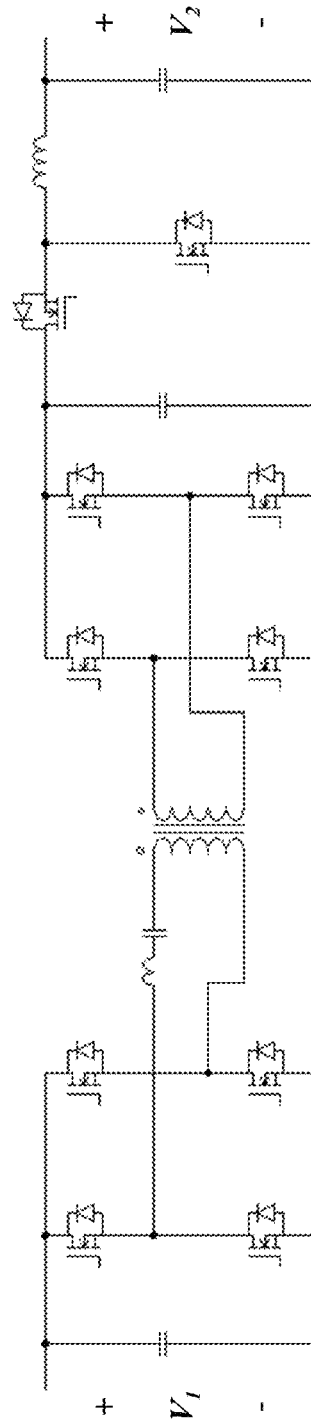 +
V₁
-
+
V₂
-